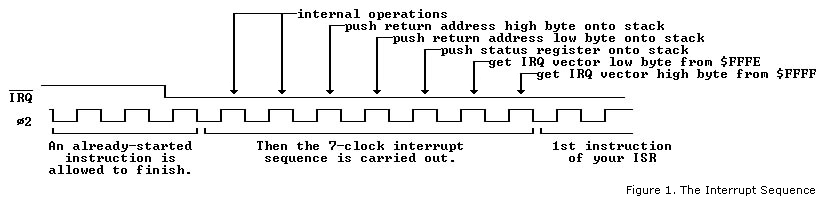 internal operations
push return address high byte onto stack
push return address low byte onto stack
push status register onto stack
get IRQ vector low byte from $FFFE
get IRQ vector high byte from $FFFF
IRQ
ø2
An already-started
instruction is
allowed to finish.
Then the 7-clock interrupt
sequence is carried out.
1st instruction
of your ISR
Figure 1. The Interrupt Sequence